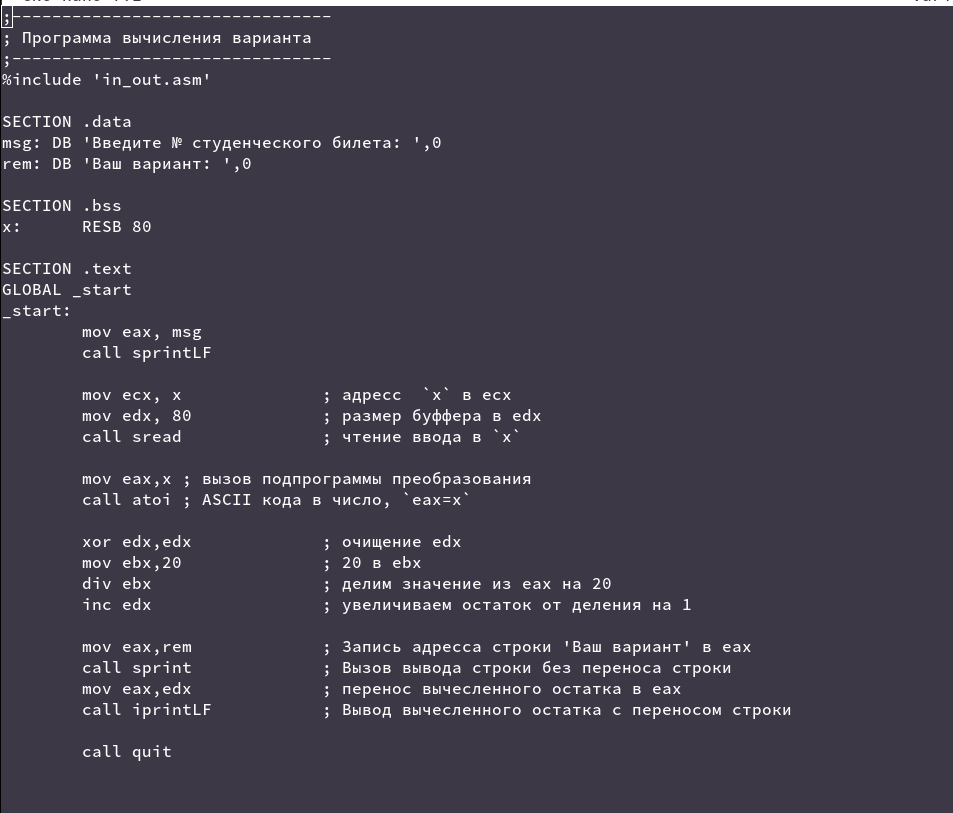 ;--------------------------------
; Программа вычисления варианта
;--------------------------------
%include 'in_out.asm'
SECTION .data
msg: DB 'Введите № студенческого билета: ',0
rem: DB 'Ваш вариант: ',0
SECTION .bss
x:      RESB 80
SECTION .text
GLOBAL _start
_start:
        mov eax, msg
        call sprintLF
        mov ecx, x              ; адресс  `x` в ecx
        mov edx, 80             ; размер буффера в edx
        call sread              ; чтение ввода в `x`
        mov eax,x ; вызов подпрограммы преобразования
        call atoi ; ASCII кода в число, `eax=x`
        xor edx,edx             ; очищение edx
        mov ebx,20              ; 20 в ebx
        div ebx                 ; делим значение из eax на 20
        inc edx                 ; увеличиваем остаток от деления на 1
        mov eax,rem             ; Запись адресса строки 'Ваш вариант' в eax
        call sprint             ; Вызов вывода строки без переноса строки
        mov eax,edx             ; перенос вычесленного остатка в eax
        call iprintLF           ; Вывод вычесленного остатка с переносом строки
        call quit